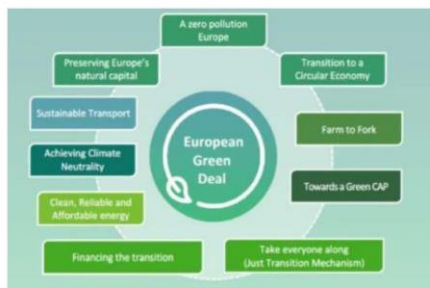 A zero pollution
Europe
Preserving Europe's
natural capital
Transition to a
Circular Economy
Sustainable Transport
European
Green
Deal
Farm to Fork
Achieving Climate
Neutrality
Towards a Green CAP
Clean, Reliable and
Affordable energy
Financing the transition
Take everyone along
(Just Transition Mechanism)